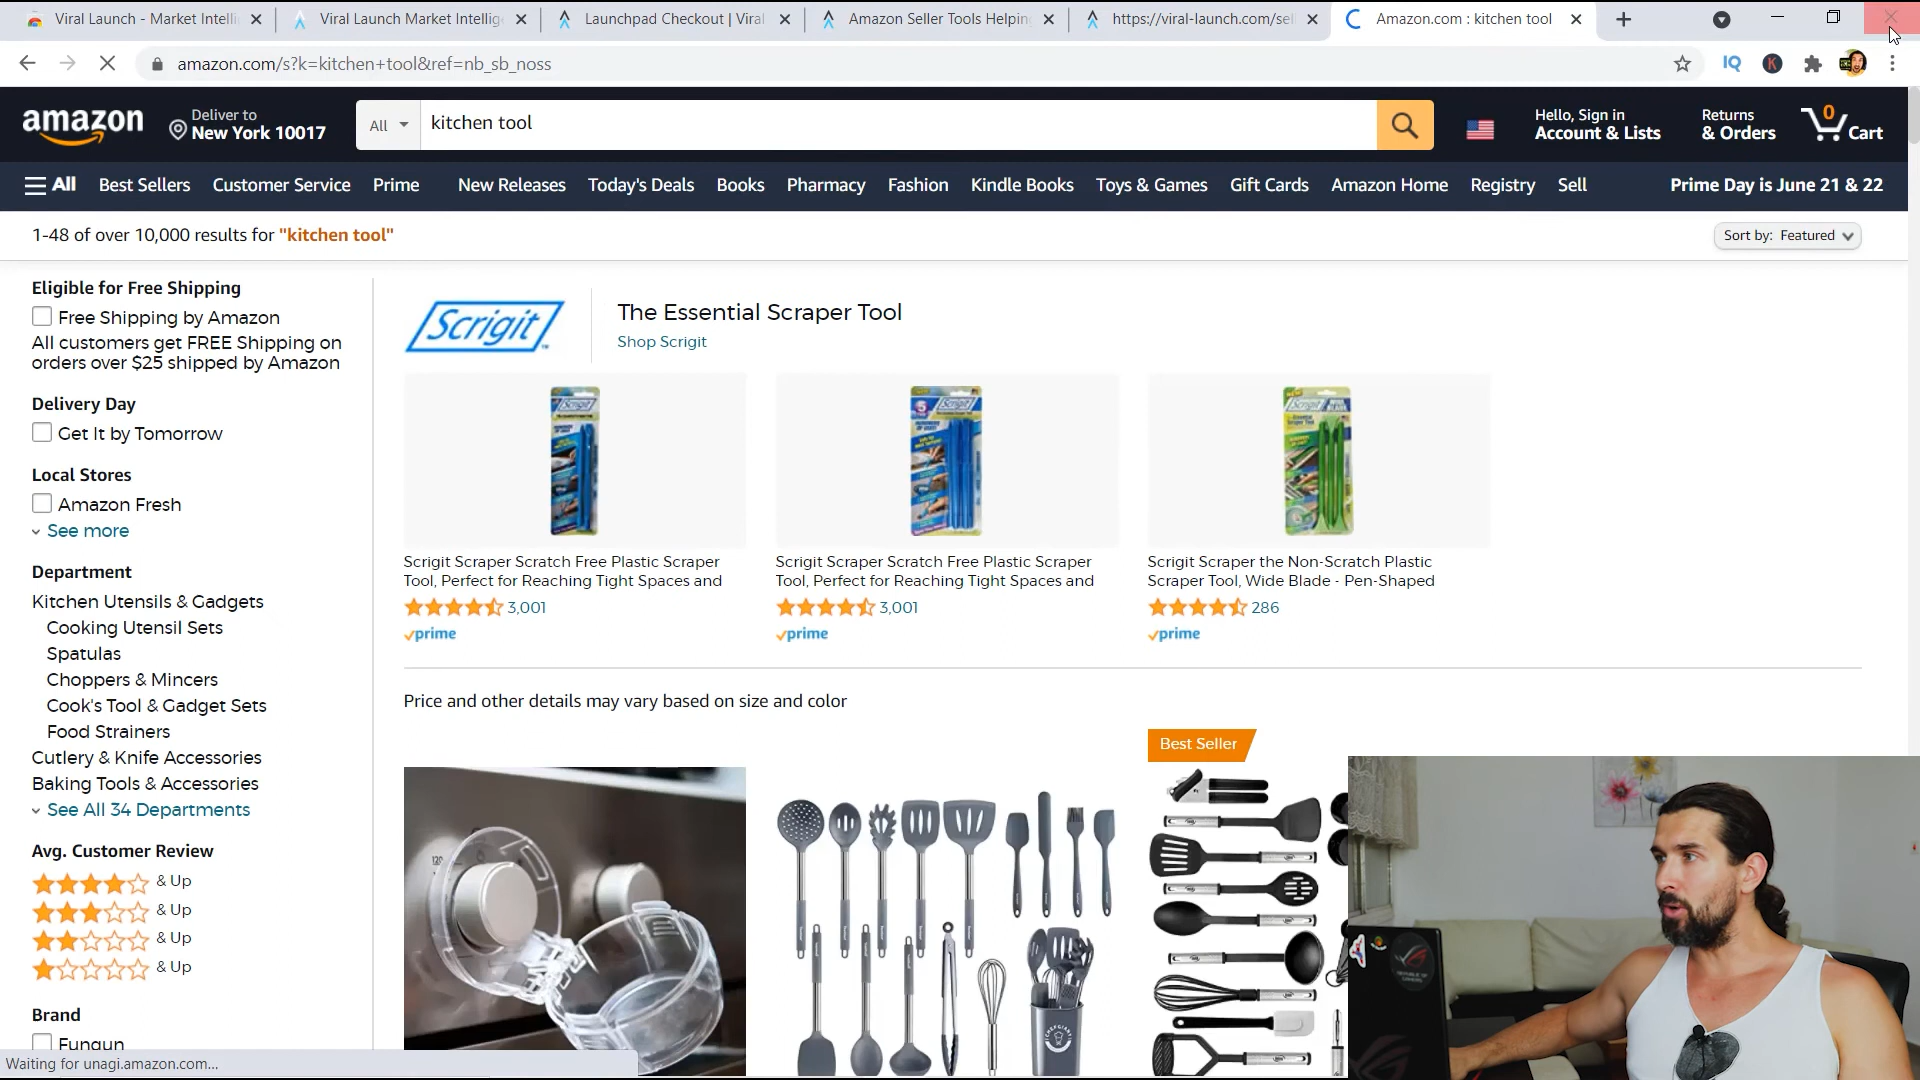 Viral Launch - Market Intelli
Viral Launch Market Intellige
Launchpad Checkout | Viral
Amazon Seller Tools Helping
https://viral-launch.com/sel
Amazon.com : kitchen tool
amazon.com/s?k=kitchen+tool&ref=nb_sb_noss
IQ
K
amazon
Deliver to
New York 10017
All
kitchen tool
Hello, Sign in
Account & Lists
Returns
& Orders
0
Cart
All
Best Sellers
Customer Service
Prime
New Releases
Today's Deals
Books
Pharmacy
Fashion
Kindle Books
Toys & Games
Gift Cards
Amazon Home
Registry
Sell
Prime Day is June 21 & 22
1-48 of over 10,000 results for "kitchen tool"
Sort by: Featured
Eligible for Free Shipping
Free Shipping by Amazon
All customers get FREE Shipping on
orders over $25 shipped by Amazon
Delivery Day
Get It by Tomorrow
Local Stores
Amazon Fresh
See more
Department
Kitchen Utensils & Gadgets
Cooking Utensil Sets
Spatulas
Choppers & Mincers
Cook's Tool & Gadget Sets
Food Strainers
Cutlery & Knife Accessories
Baking Tools & Accessories
See All 34 Departments
Avg. Customer Review
& Up
& Up
& Up
& Up
Brand
Fungun
Waiting for unagi.amazon.com...
Scrigit
The Essential Scraper Tool
Shop Scrigit
Scrigit
Scrigit
Scrigit
Scrigit Scraper Scratch Free Plastic Scraper
Tool, Perfect for Reaching Tight Spaces and
3,001
prime
Scrigit Scraper Scratch Free Plastic Scraper
Tool, Perfect for Reaching Tight Spaces and
3,001
prime
Scrigit Scraper the Non-Scratch Plastic
Scraper Tool, Wide Blade - Pen-Shaped
286
prime
Price and other details may vary based on size and color
Best Seller
REPUBLIC OF
GAMERS